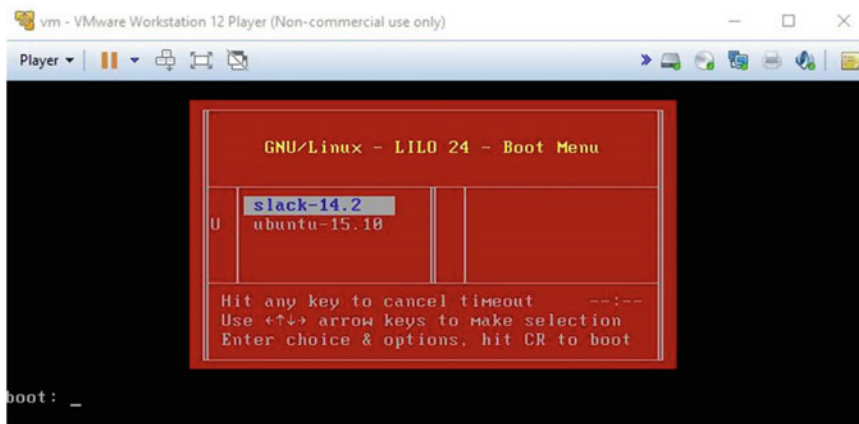 vm - VMware Workstation 12 Player (Non-commercial use only)
Player
GNU/Linux - LILO 24 - Boot Menu
slack-14.2
U ubuntu-15.10
Hit any key to cancel timeout --:--
Use ←↑↓→ arrow keys to make selection
Enter choice & options, hit CR to boot
boot: _